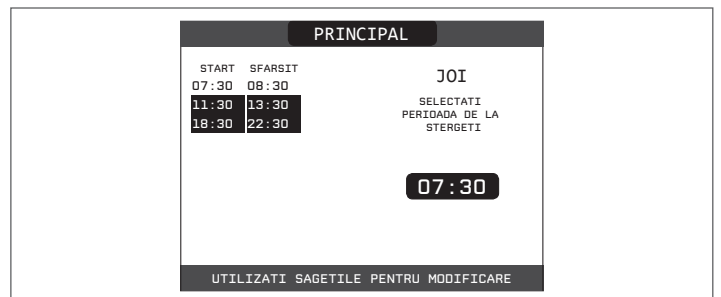 PRINCIPAL
START SFARSIT
07:30 08:30
11:30 13:30
18:30 22:30
JOI
SELECTATI
PERIOADA DE LA
STERGETI
07:30
UTILIZATI SAGETILE PENTRU MODIFICARE